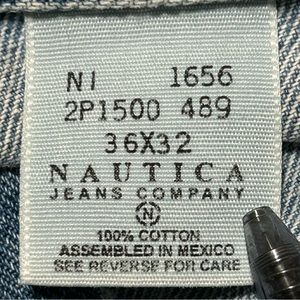 NI 1656
2P1500 489
36X32
NAUTICA
JEANS COMPANY
N
100% COTTON
ASSEMBLED IN MEXICO
SEE REVERSE FOR CARE